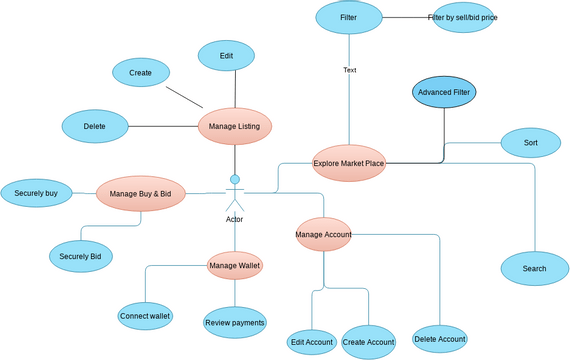 Filter
Filter by sell/bid price
Edit
Create
Text
Advanced Filter
Delete
Manage Listing
Sort
Explore Market Place
Securely buy
Manage Buy & Bid
Actor
Manage Account
Securely Bid
Manage Wallet
Search
Connect wallet
Review payments
Edit Account
Create Account
Delete Account